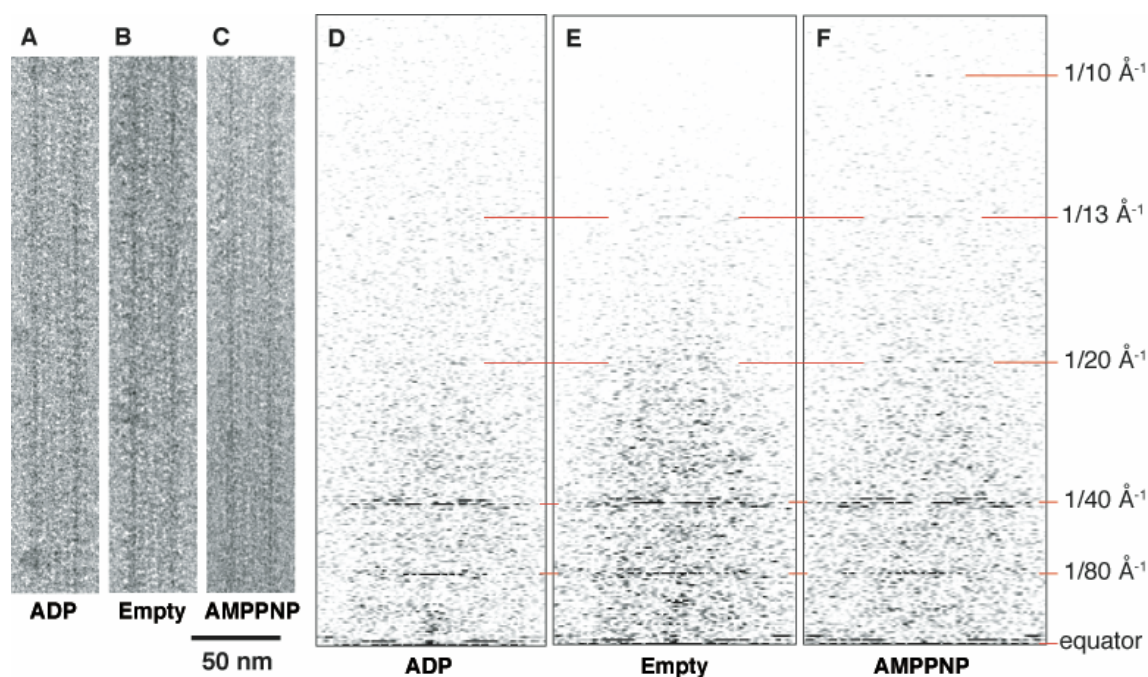 A
B
C
D
E
F
ADP
Empty
AMPPNP
50 nm
ADP
Empty
AMPPNP
1/10 Å⁻¹
1/13 Å⁻¹
1/20 Å⁻¹
1/40 Å⁻¹
1/80 Å⁻¹
equator